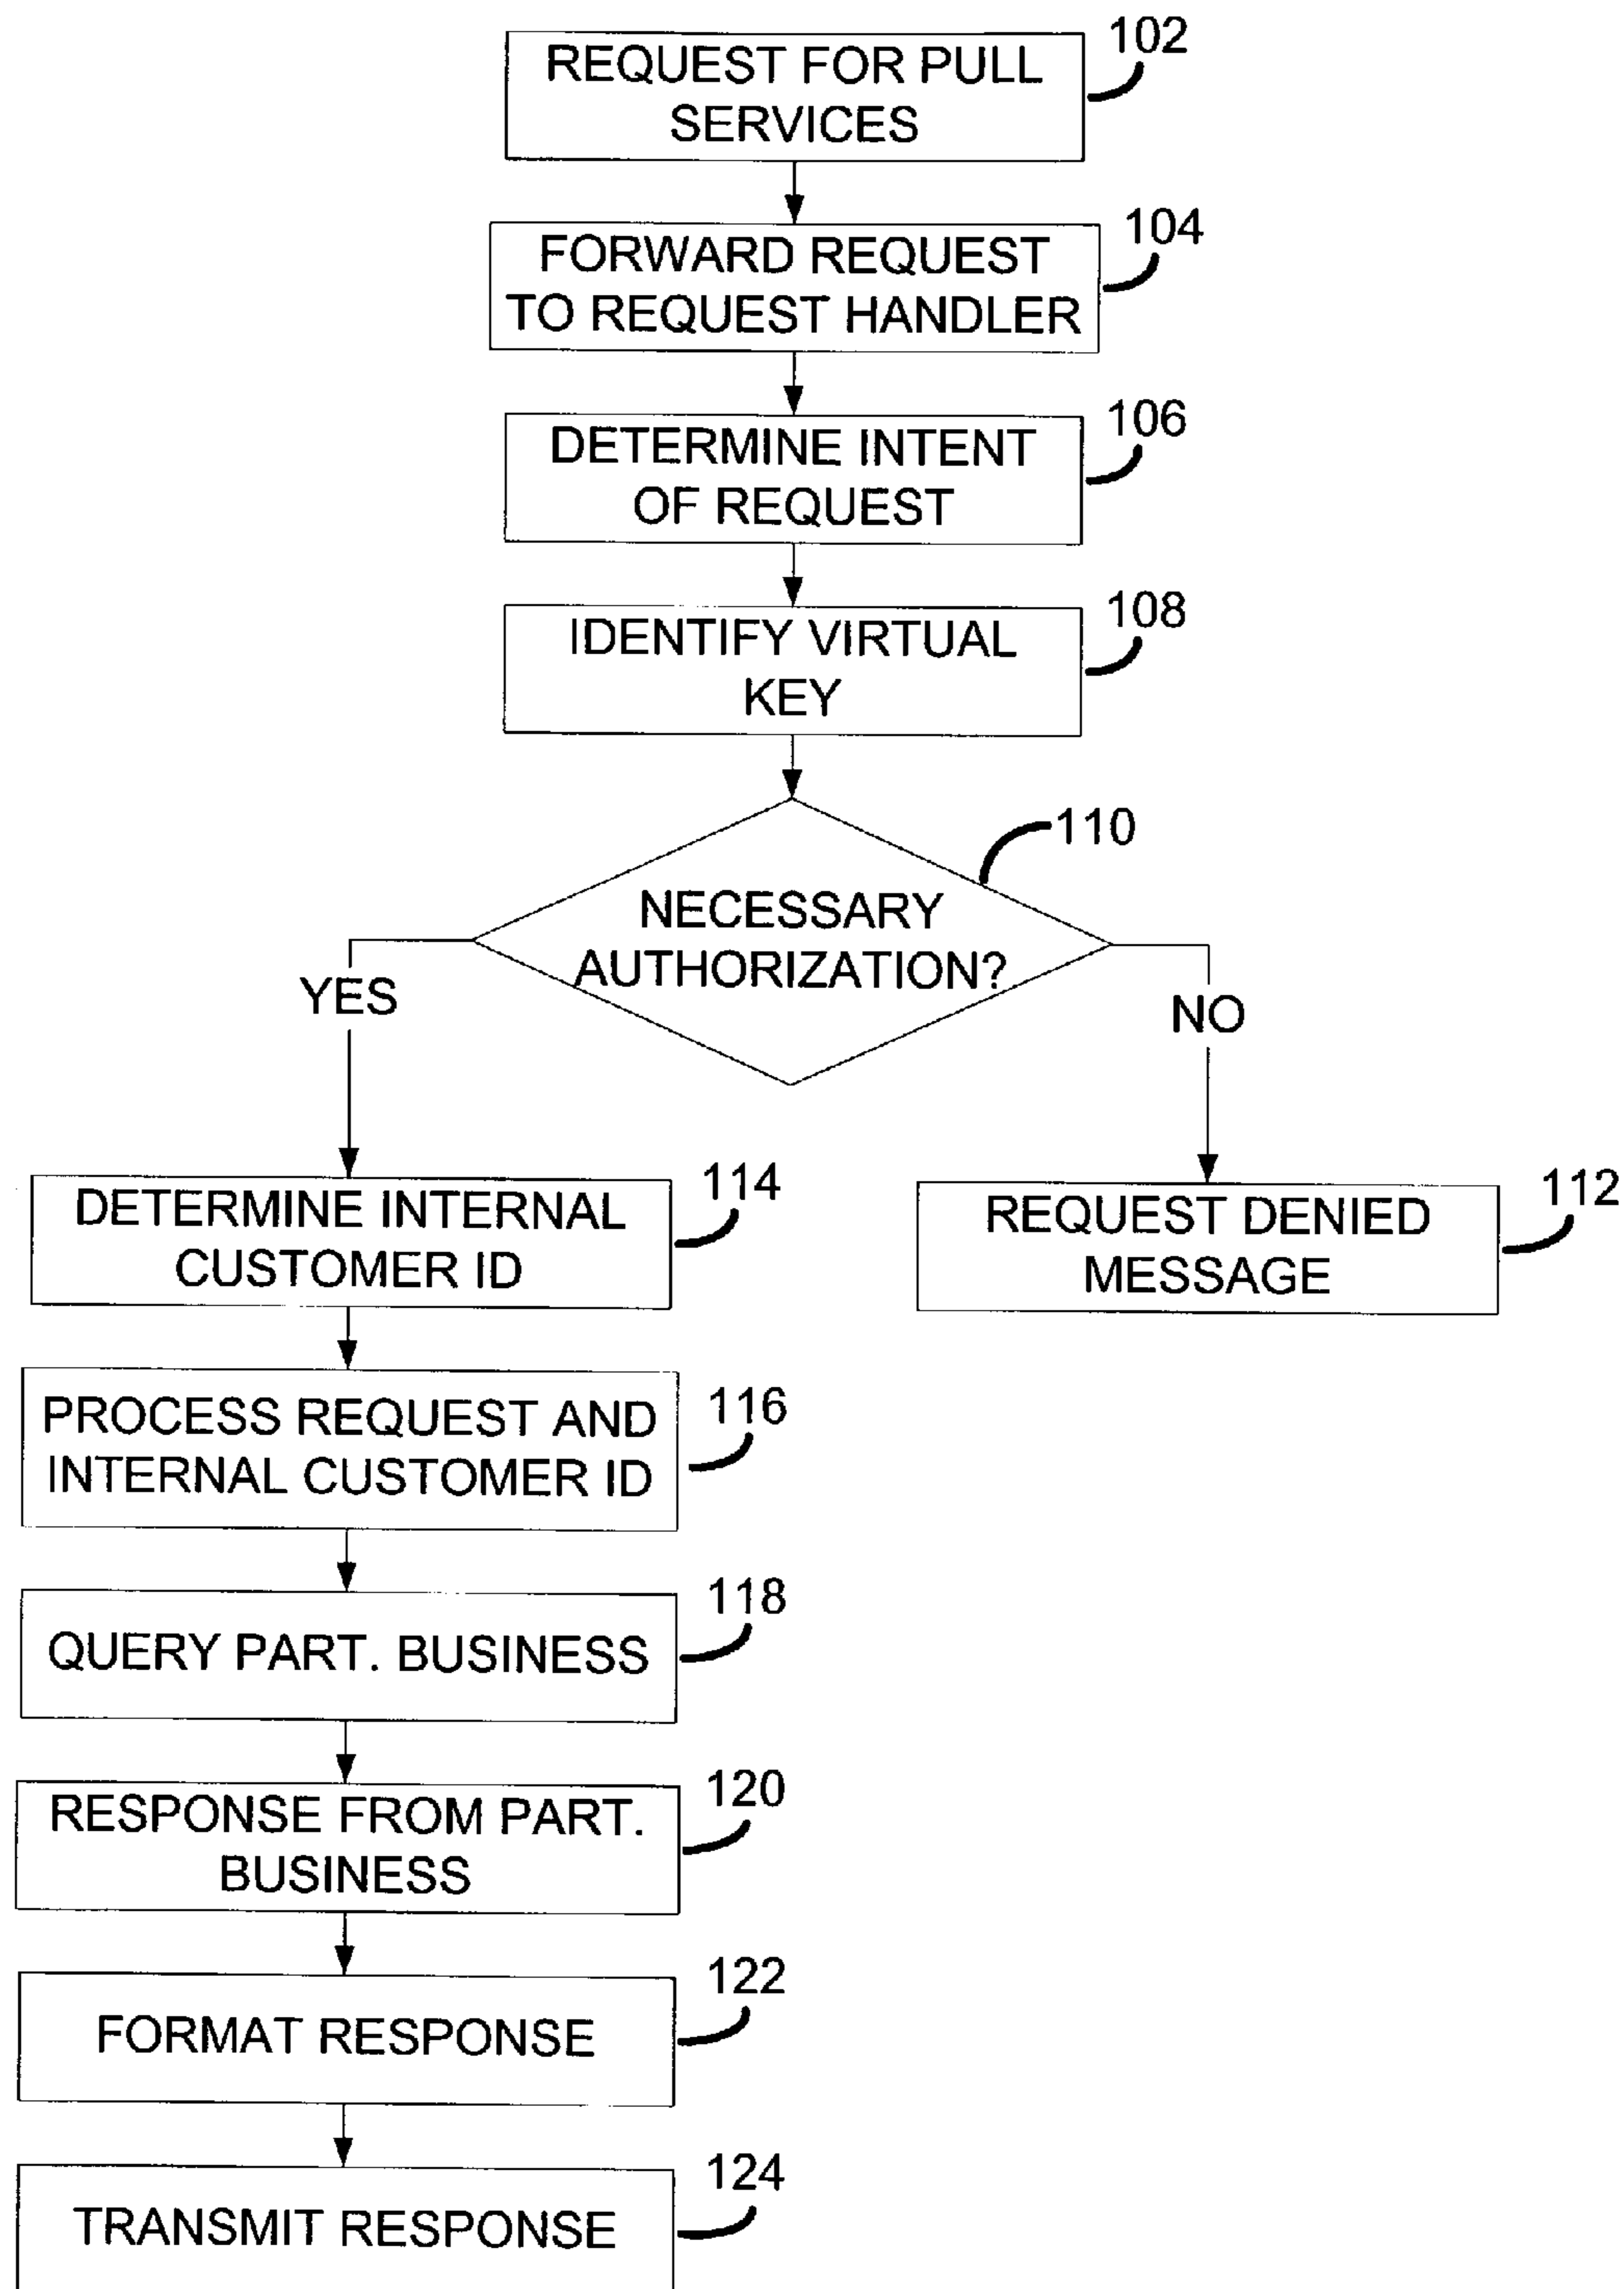 REQUEST FOR PULL
SERVICES
102
FORWARD REQUEST
TO REQUEST HANDLER
104
DETERMINE INTENT
OF REQUEST
106
IDENTIFY VIRTUAL
KEY
108
NECESSARY
AUTHORIZATION?
110
YES
NO
DETERMINE INTERNAL
CUSTOMER ID
114
REQUEST DENIED
MESSAGE
112
PROCESS REQUEST AND
INTERNAL CUSTOMER ID
116
QUERY PART. BUSINESS
118
RESPONSE FROM PART.
BUSINESS
120
FORMAT RESPONSE
122
TRANSMIT RESPONSE
124